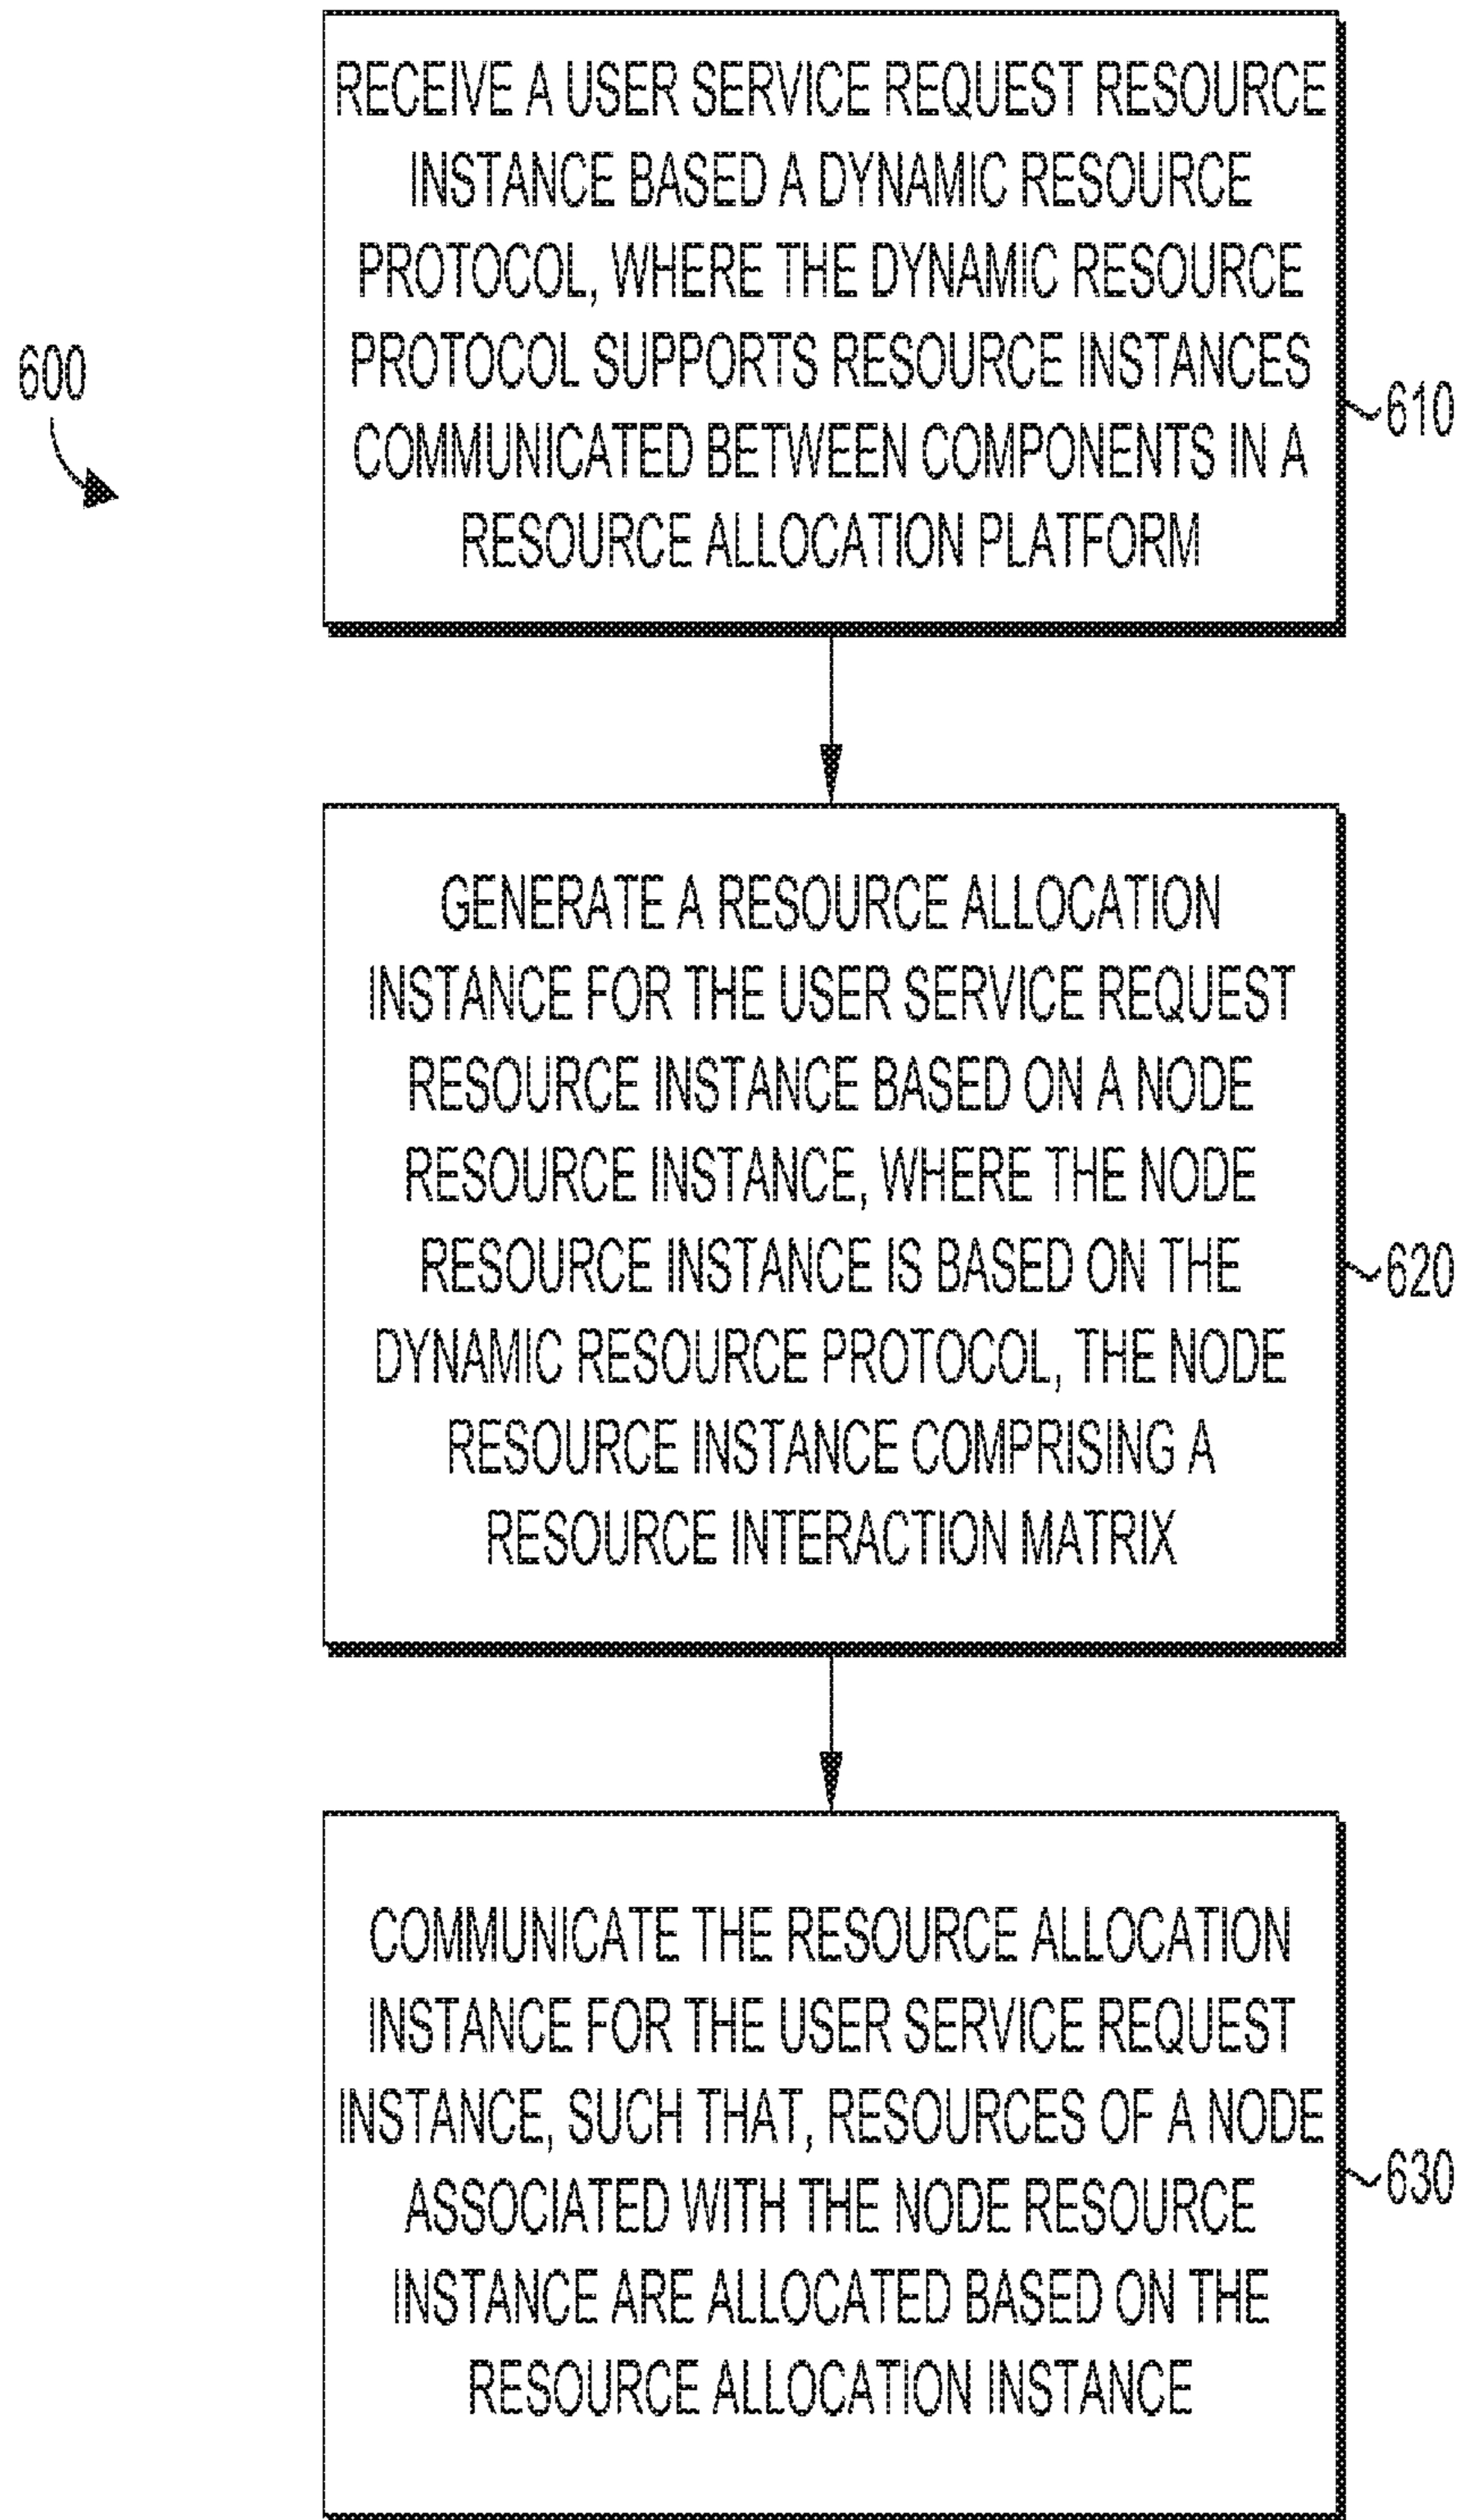 RECEIVE A USER SERVICE REQUEST RESOURCE
INSTANCE BASED A DYNAMIC RESOURCE
PROTOCOL, WHERE THE DYNAMIC RESOURCE
PROTOCOL SUPPORTS RESOURCE INSTANCES
COMMUNICATED BETWEEN COMPONENTS IN A
RESOURCE ALLOCATION PLATFORM
600
610
GENERATE A RESOURCE ALLOCATION
INSTANCE FOR THE USER SERVICE REQUEST
RESOURCE INSTANCE BASED ON A NODE
RESOURCE INSTANCE, WHERE THE NODE
RESOURCE INSTANCE IS BASED ON THE
DYNAMIC RESOURCE PROTOCOL, THE NODE
RESOURCE INSTANCE COMPRISING A
RESOURCE INTERACTION MATRIX
620
COMMUNICATE THE RESOURCE ALLOCATION
INSTANCE FOR THE USER SERVICE REQUEST
INSTANCE, SUCH THAT, RESOURCES OF A NODE
ASSOCIATED WITH THE NODE RESOURCE
INSTANCE ARE ALLOCATED BASED ON THE
RESOURCE ALLOCATION INSTANCE
630